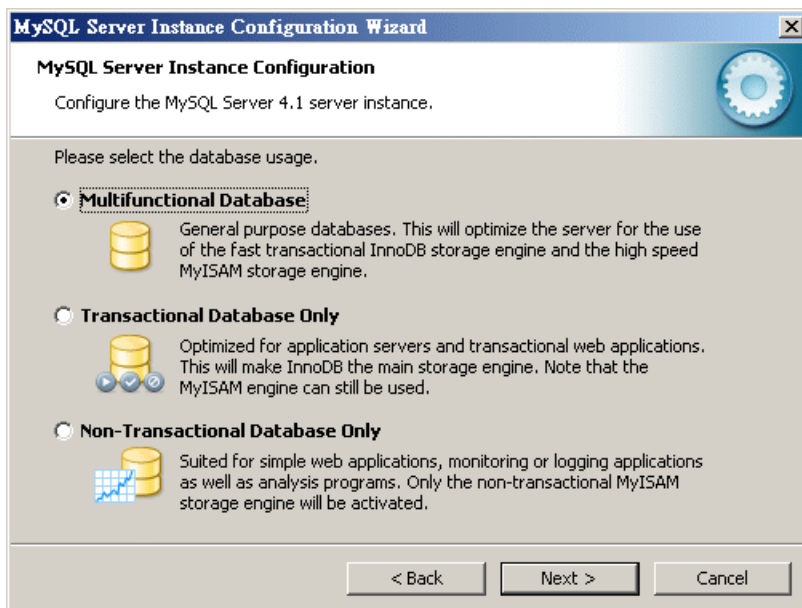 MySQL Server Instance Configuration Wizard
MySQL Server Instance Configuration
Configure the MySQL Server 4.1 server instance.
Please select the database usage.
Multifunctional Database
General purpose databases. This will optimize the server for the use
of the fast transactional InnoDB storage engine and the high speed
MyISAM storage engine.
Transactional Database Only
Optimized for application servers and transactional web applications.
This will make InnoDB the main storage engine. Note that the
MyISAM engine can still be used.
Non-Transactional Database Only
Suited for simple web applications, monitoring or logging applications
as well as analysis programs. Only the non-transactional MyISAM
storage engine will be activated.
< Back Next > Cancel